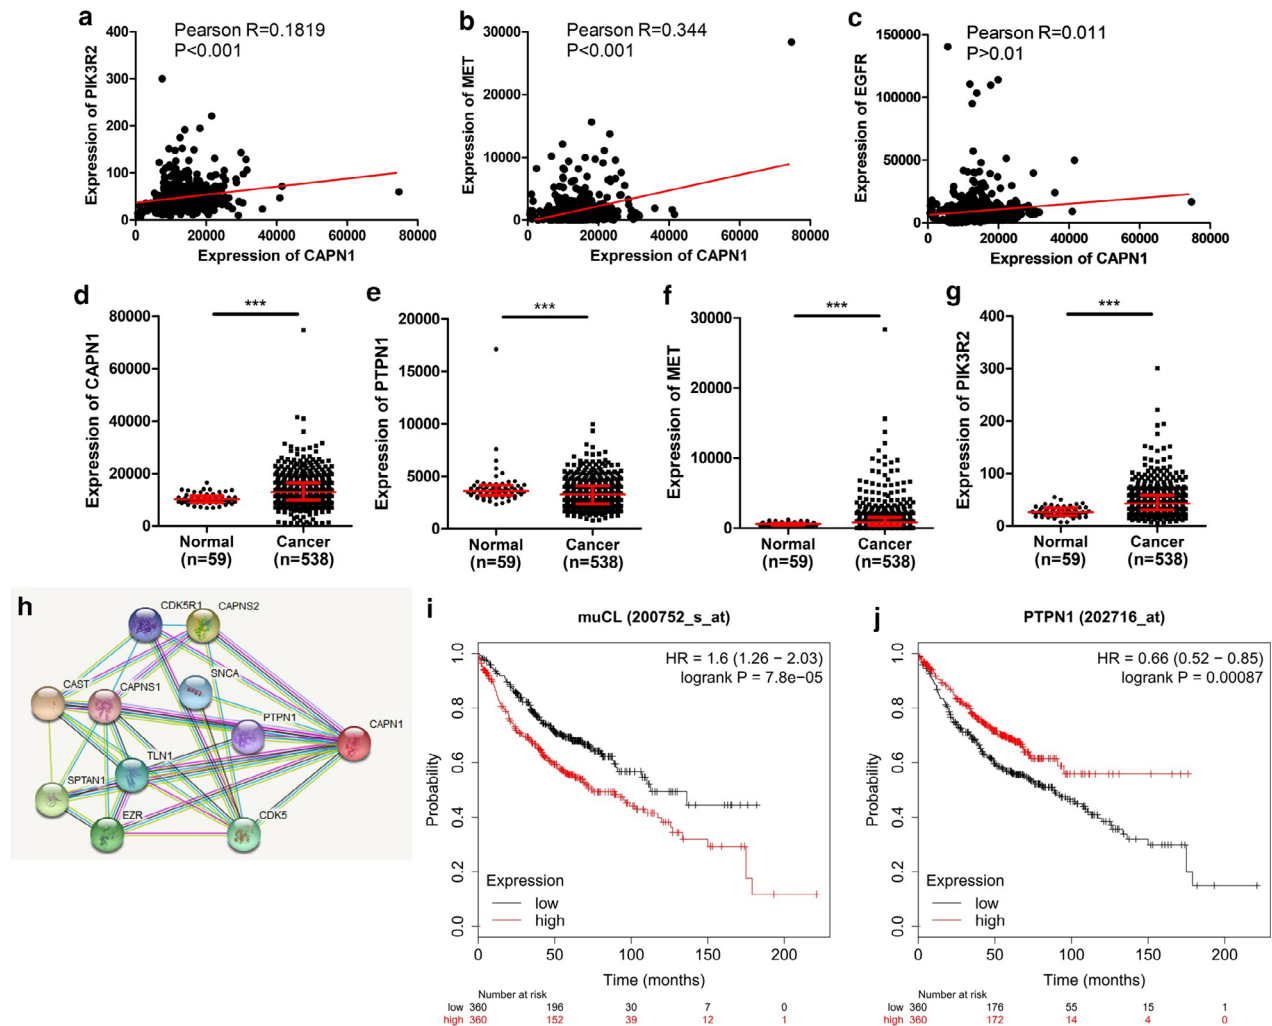 a
Pearson R=0.1819
P<0.001
Expression of PIK3R2
400
300
200
100
0
0 20000 40000 60000 80000
Expression of CAPN1
b
Pearson R=0.344
P<0.001
Expression of MET
30000
20000
10000
0
0 20000 40000 60000 80000
Expression of CAPN1
c
Pearson R=0.011
P>0.01
Expression of EGFR
150000
100000
50000
0
0 20000 40000 60000 80000
Expression of CAPN1
d
***
Expression of CAPN1
80000
60000
40000
20000
0
Normal Cancer
(n=59) (n=538)
e
***
Expression of PTPN1
20000
15000
10000
5000
0
Normal Cancer
(n=59) (n=538)
f
***
Expression of MET
30000
20000
10000
0
Normal Cancer
(n=59) (n=538)
g
***
Expression of PIK3R2
400
300
200
100
0
Normal Cancer
(n=59) (n=538)
h
CDK5R1
CAPNS2
SNCA
CAST
CAPNS1
PTPN1
CAPN1
TLN1
SPTAN1
EZR
CDK5
i
muCL (200752_s_at)
HR = 1.6 (1.26 − 2.03)
logrank P = 7.8e−05
Probability
1.0
0.8
0.6
0.4
0.2
0.0
Expression
low
high
0 50 100 150 200
Time (months)
Number at risk
low 360 196 30 7 0
high 360 152 39 12 1
j
PTPN1 (202716_at)
HR = 0.66 (0.52 − 0.85)
logrank P = 0.00087
Probability
1.0
0.8
0.6
0.4
0.2
0.0
Expression
low
high
0 50 100 150 200
Time (months)
Number at risk
low 360 176 55 15 1
high 360 172 14 4 0